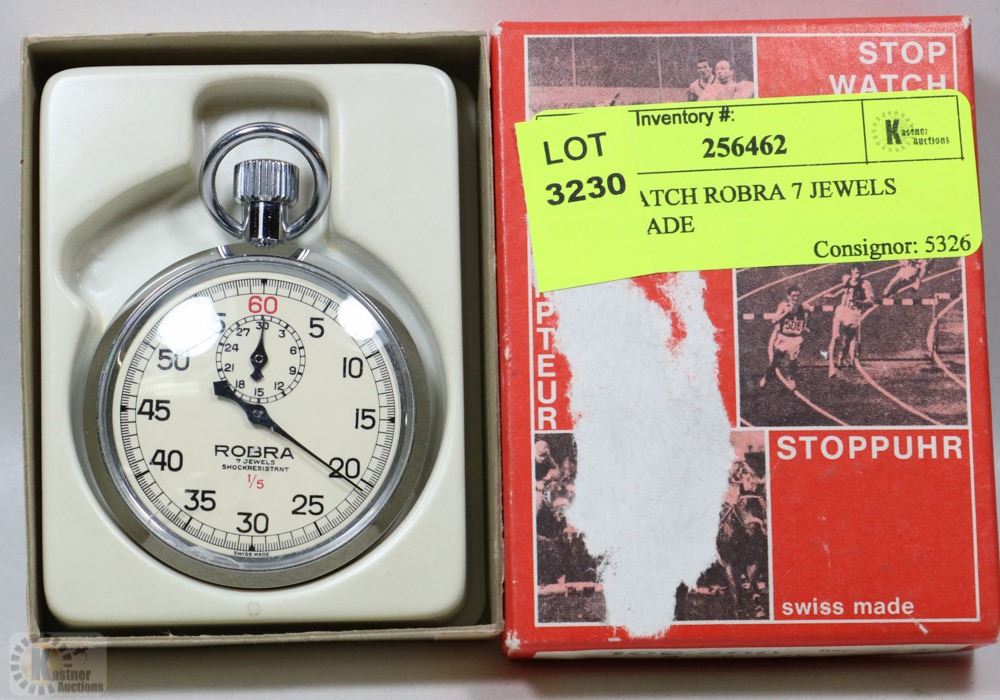 60
5
10
15
20
25
30
35
40
45
50
30
3
6
9
12
15
18
21
24
27
ROBRA
7 JEWELS
SHOCKRESISTANT
1/5
SWISS MADE
STOP
WATCH
LOT
3230
Inventory #:
256462
Kastner
Auctions
ATCH ROBRA 7 JEWELS
ADE
Consignor: 5326
PTEUR
506
STOPPUHR
swiss made
Kastner
Auctions